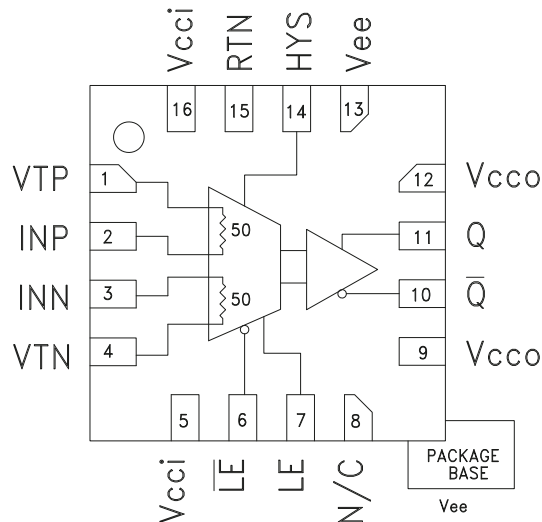 Vcci RTN HYS Vee
16 15 14 13
VTP 1 12 Vcco
INP 2 50 11 Q
INN 3 50 10 Q̅
VTN 4 9 Vcco
5 6 7 8
Vcci L̅E̅ LE N/C
PACKAGE
BASE
Vee